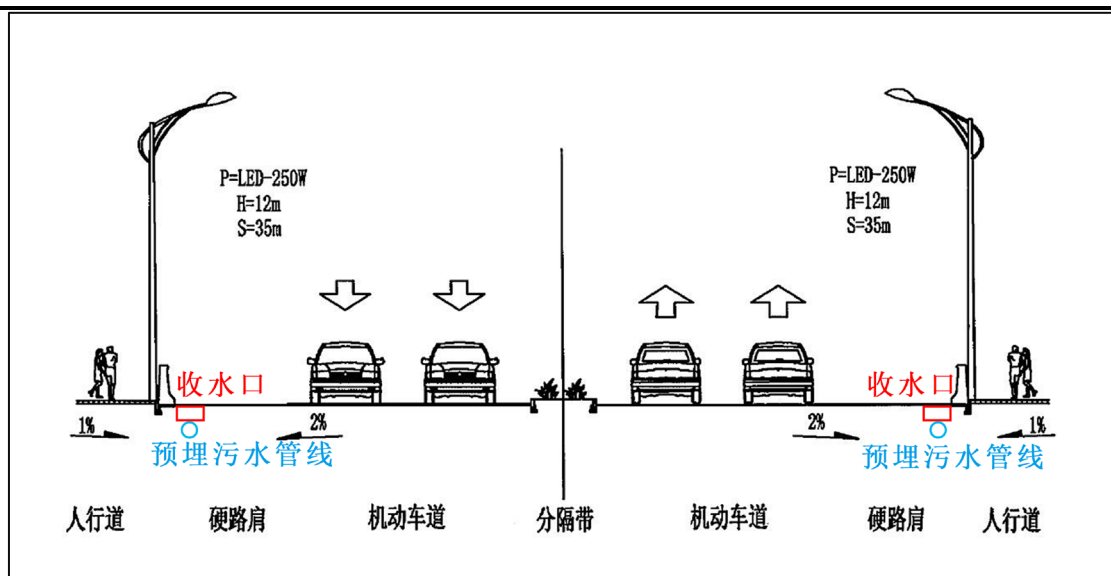 P=LED-250W
H=12m
S=35m
P=LED-250W
H=12m
S=35m
收水口
收水口
1%
2%
2%
1%
预埋污水管线
预埋污水管线
人行道
硬路肩
机动车道
分隔带
机动车道
硬路肩
人行道